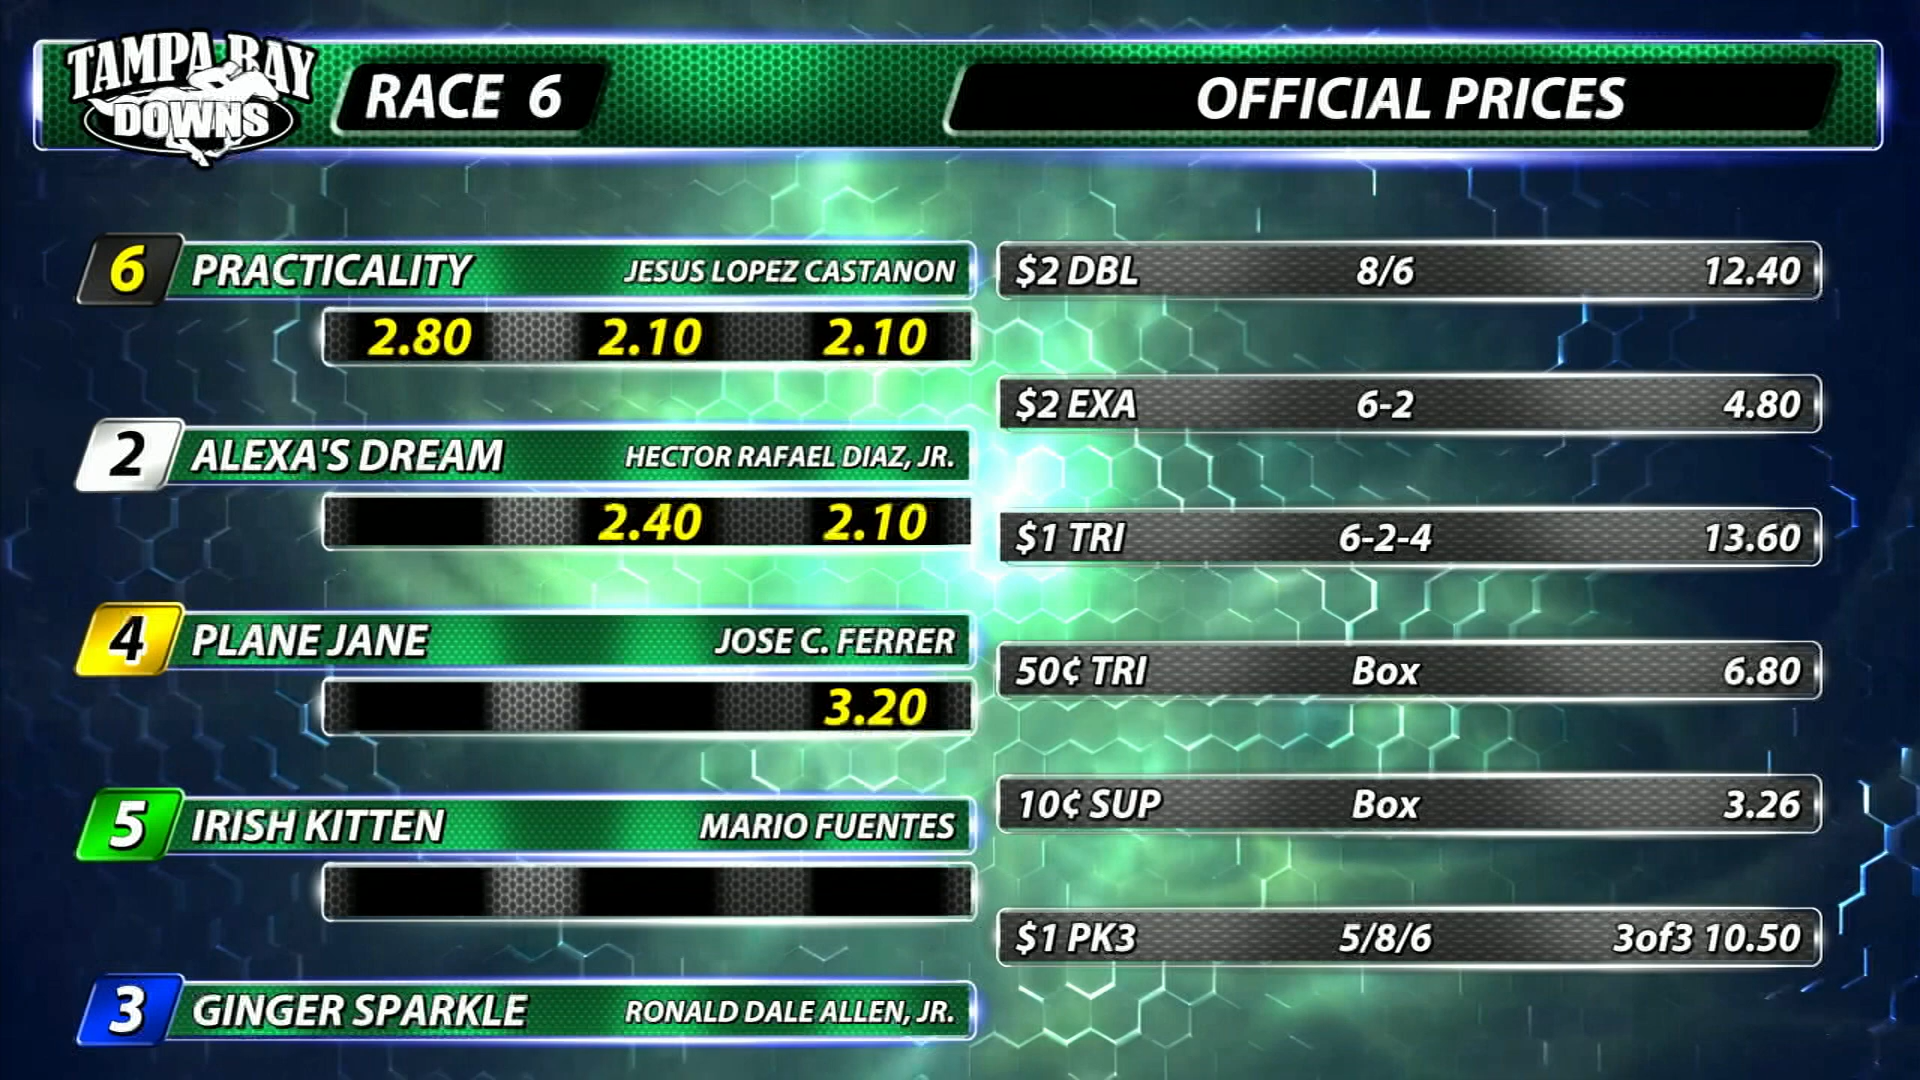 TAMPA BAY
DOWNS
RACE 6
OFFICIAL PRICES
6 PRACTICALITY JESUS LOPEZ CASTANON
2.80 2.10 2.10
2 ALEXA'S DREAM HECTOR RAFAEL DIAZ, JR.
2.40 2.10
4 PLANE JANE JOSE C. FERRER
3.20
5 IRISH KITTEN MARIO FUENTES
3 GINGER SPARKLE RONALD DALE ALLEN, JR.
$2 DBL 8/6 12.40
$2 EXA 6-2 4.80
$1 TRI 6-2-4 13.60
50¢ TRI Box 6.80
10¢ SUP Box 3.26
$1 PK3 5/8/6 3of3 10.50